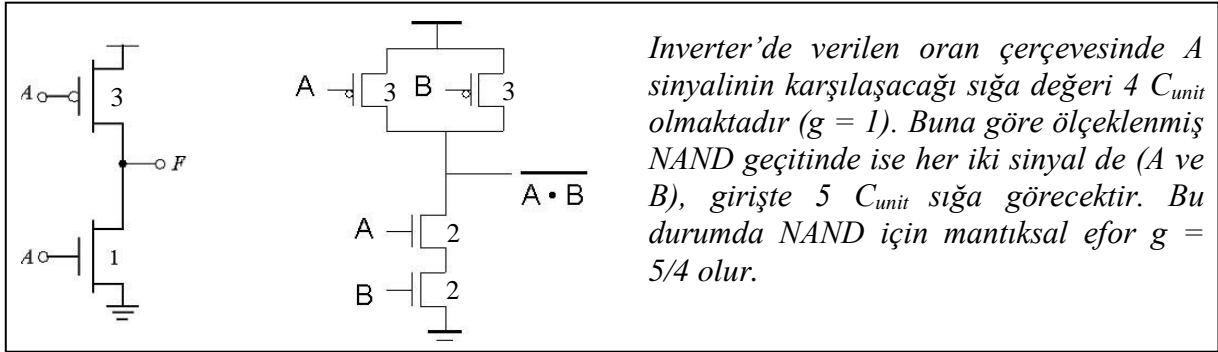 A
3
F
A
1
A
3
B
3
A • B
A
2
B
2
Inverter’de verilen oran çerçevesinde A
sinyalinin karşılaşacağı sığa değeri 4 Cunit
olmaktadır (g = 1). Buna göre ölçeklenmiş
NAND geçitinde ise her iki sinyal de (A ve
B), girişte 5 Cunit sığa görecektir. Bu
durumda NAND için mantıksal efor g =
5/4 olur.